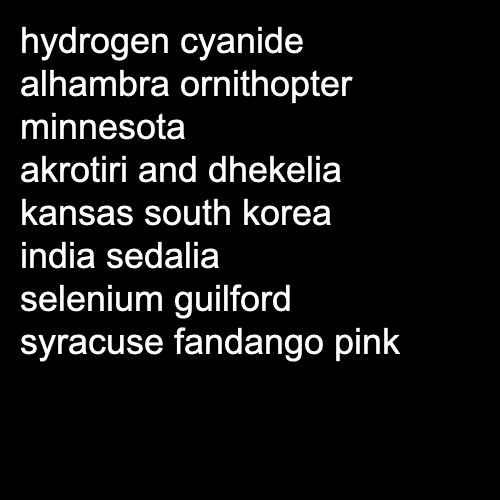 hydrogen cyanide
alhambra ornithopter
minnesota
akrotiri and dhekelia
kansas south korea
india sedalia
selenium guilford
syracuse fandango pink